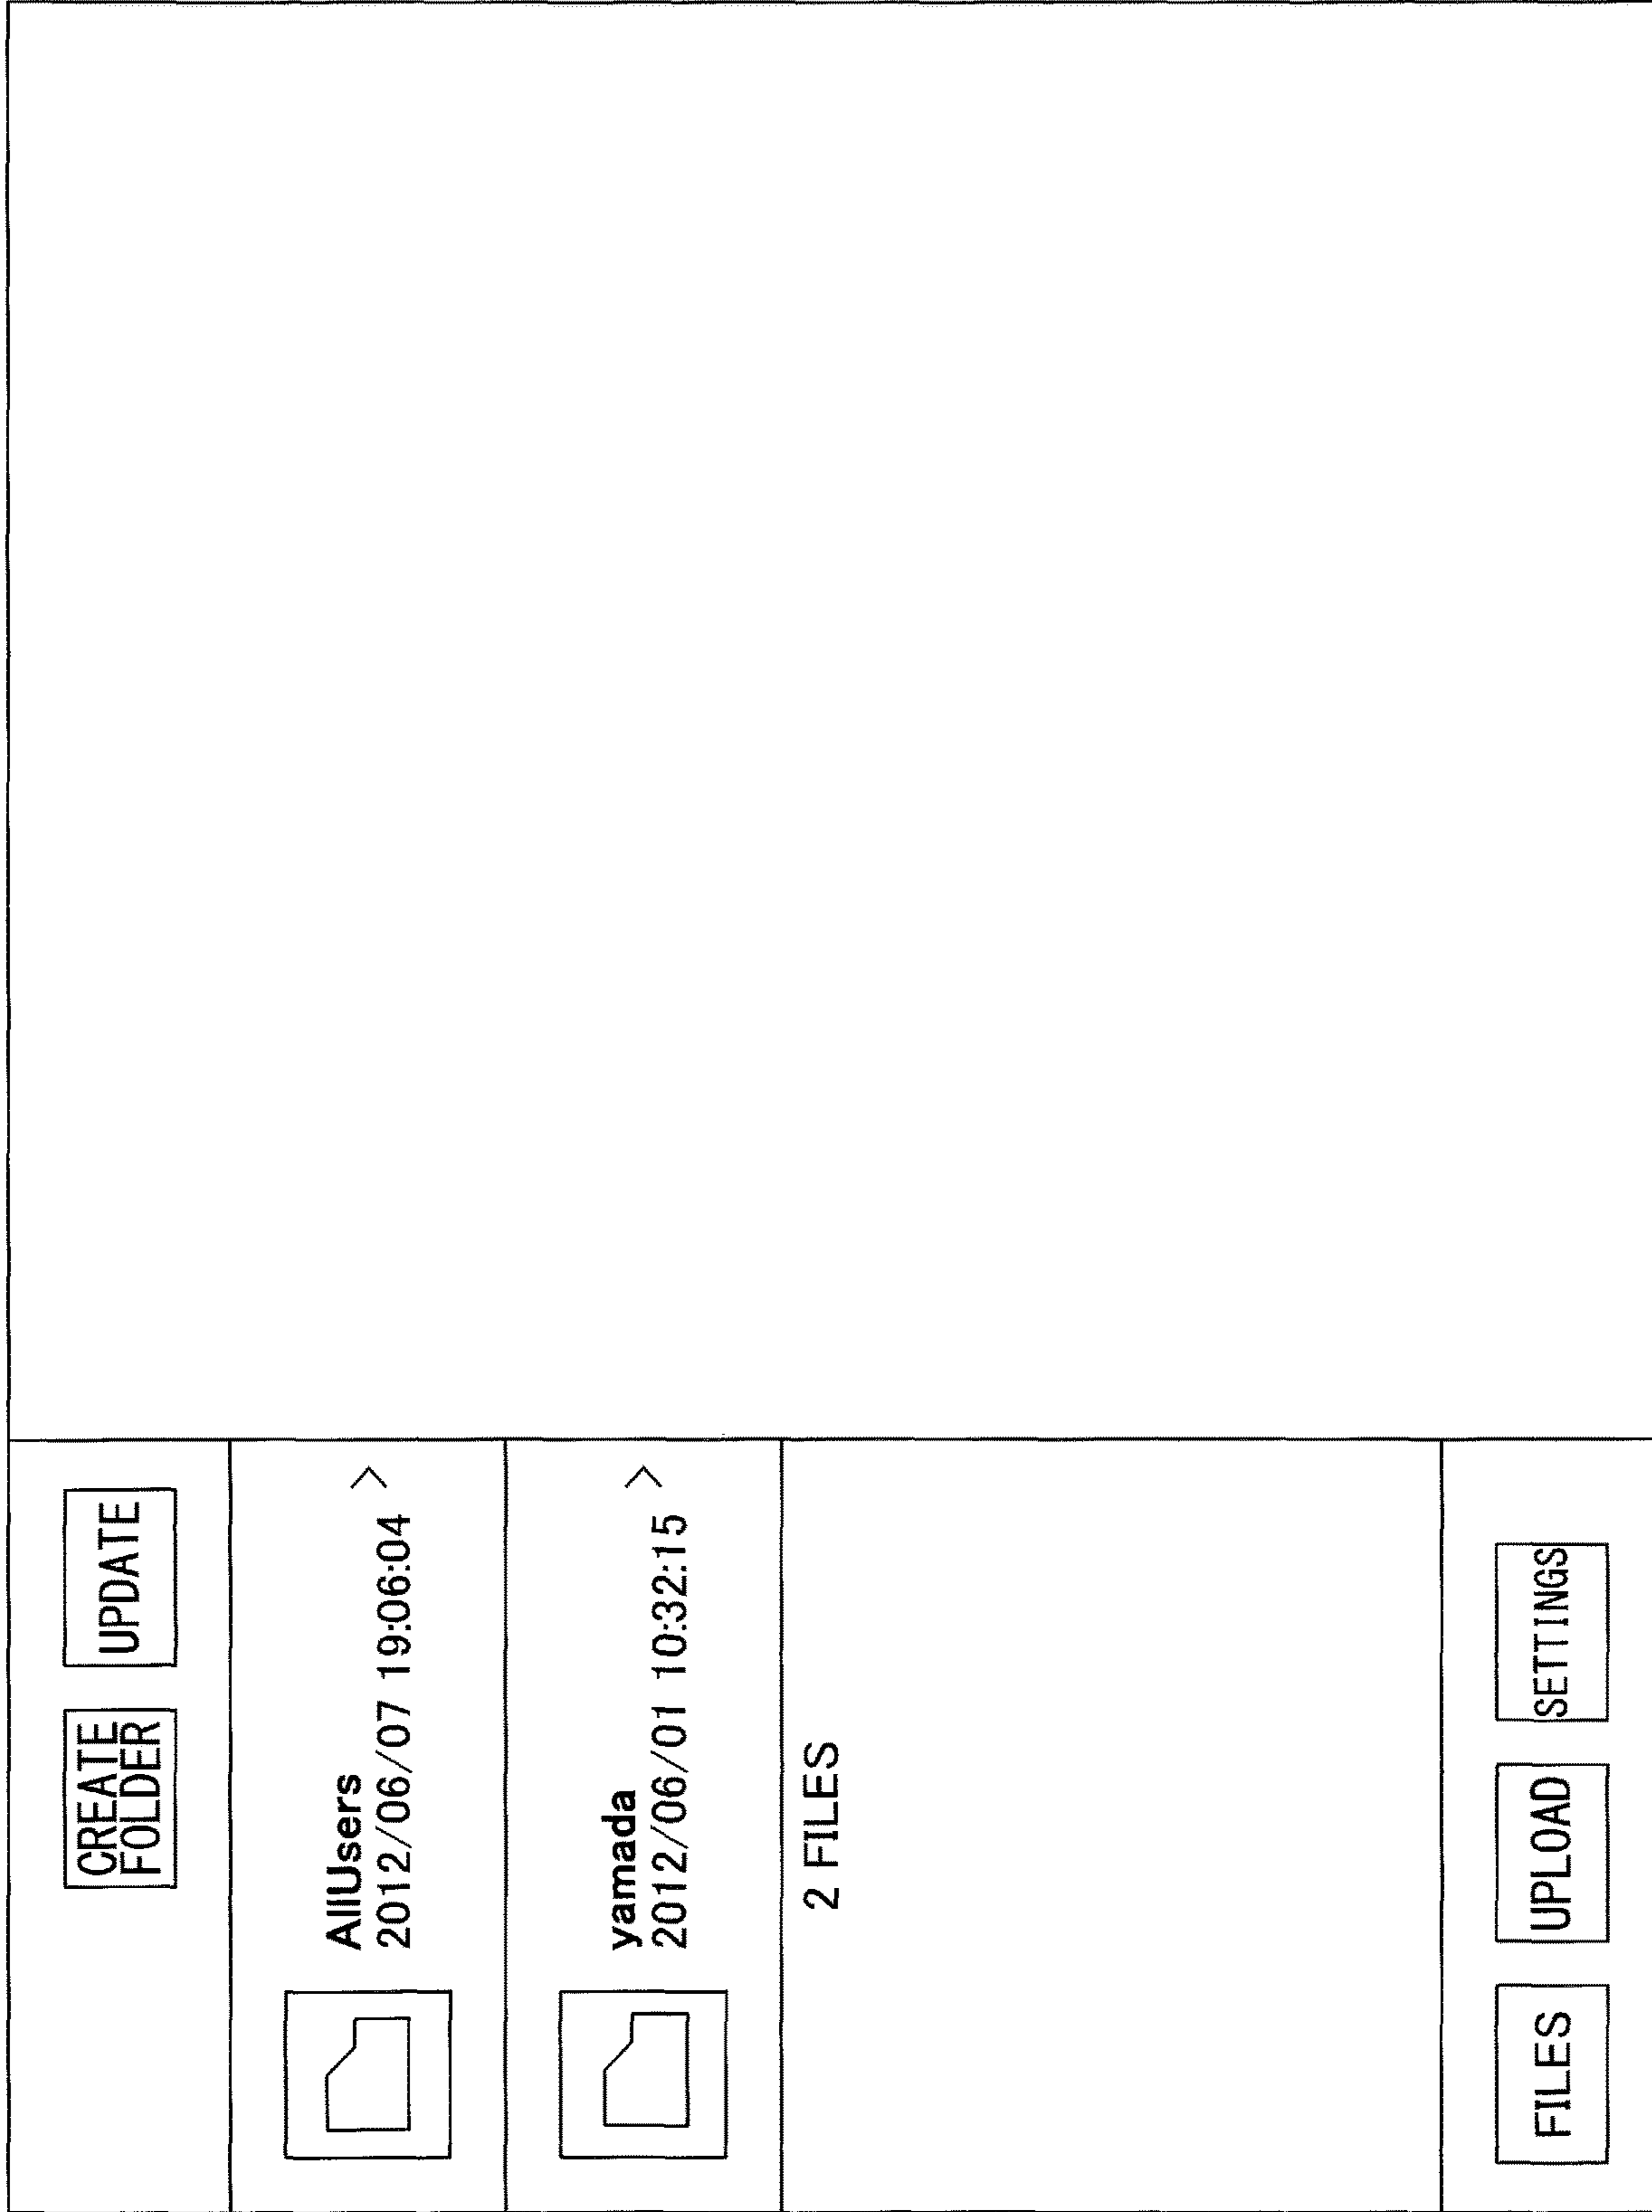 CREATE
FOLDER
UPDATE
AllUsers
2012/06/07 19:06:04 >
yamada
2012/06/01 10:32:15 >
2 FILES
FILES
UPLOAD
SETTINGS